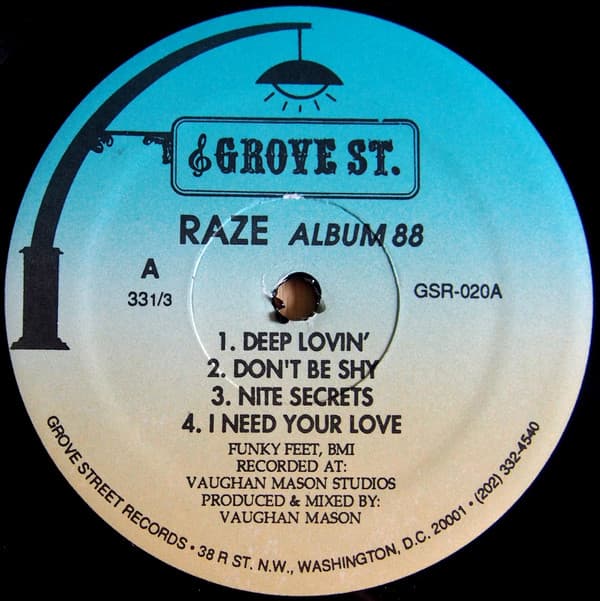 GROVE ST.
RAZE ALBUM 88
A
33 1/3
GSR-020A
1. DEEP LOVIN'
2. DON'T BE SHY
3. NITE SECRETS
4. I NEED YOUR LOVE
FUNKY FEET, BMI
RECORDED AT:
VAUGHAN MASON STUDIOS
PRODUCED & MIXED BY:
VAUGHAN MASON
GROVE STREET RECORDS • 38 R ST. N.W., WASHINGTON, D.C. 20001 • (202) 332-4540